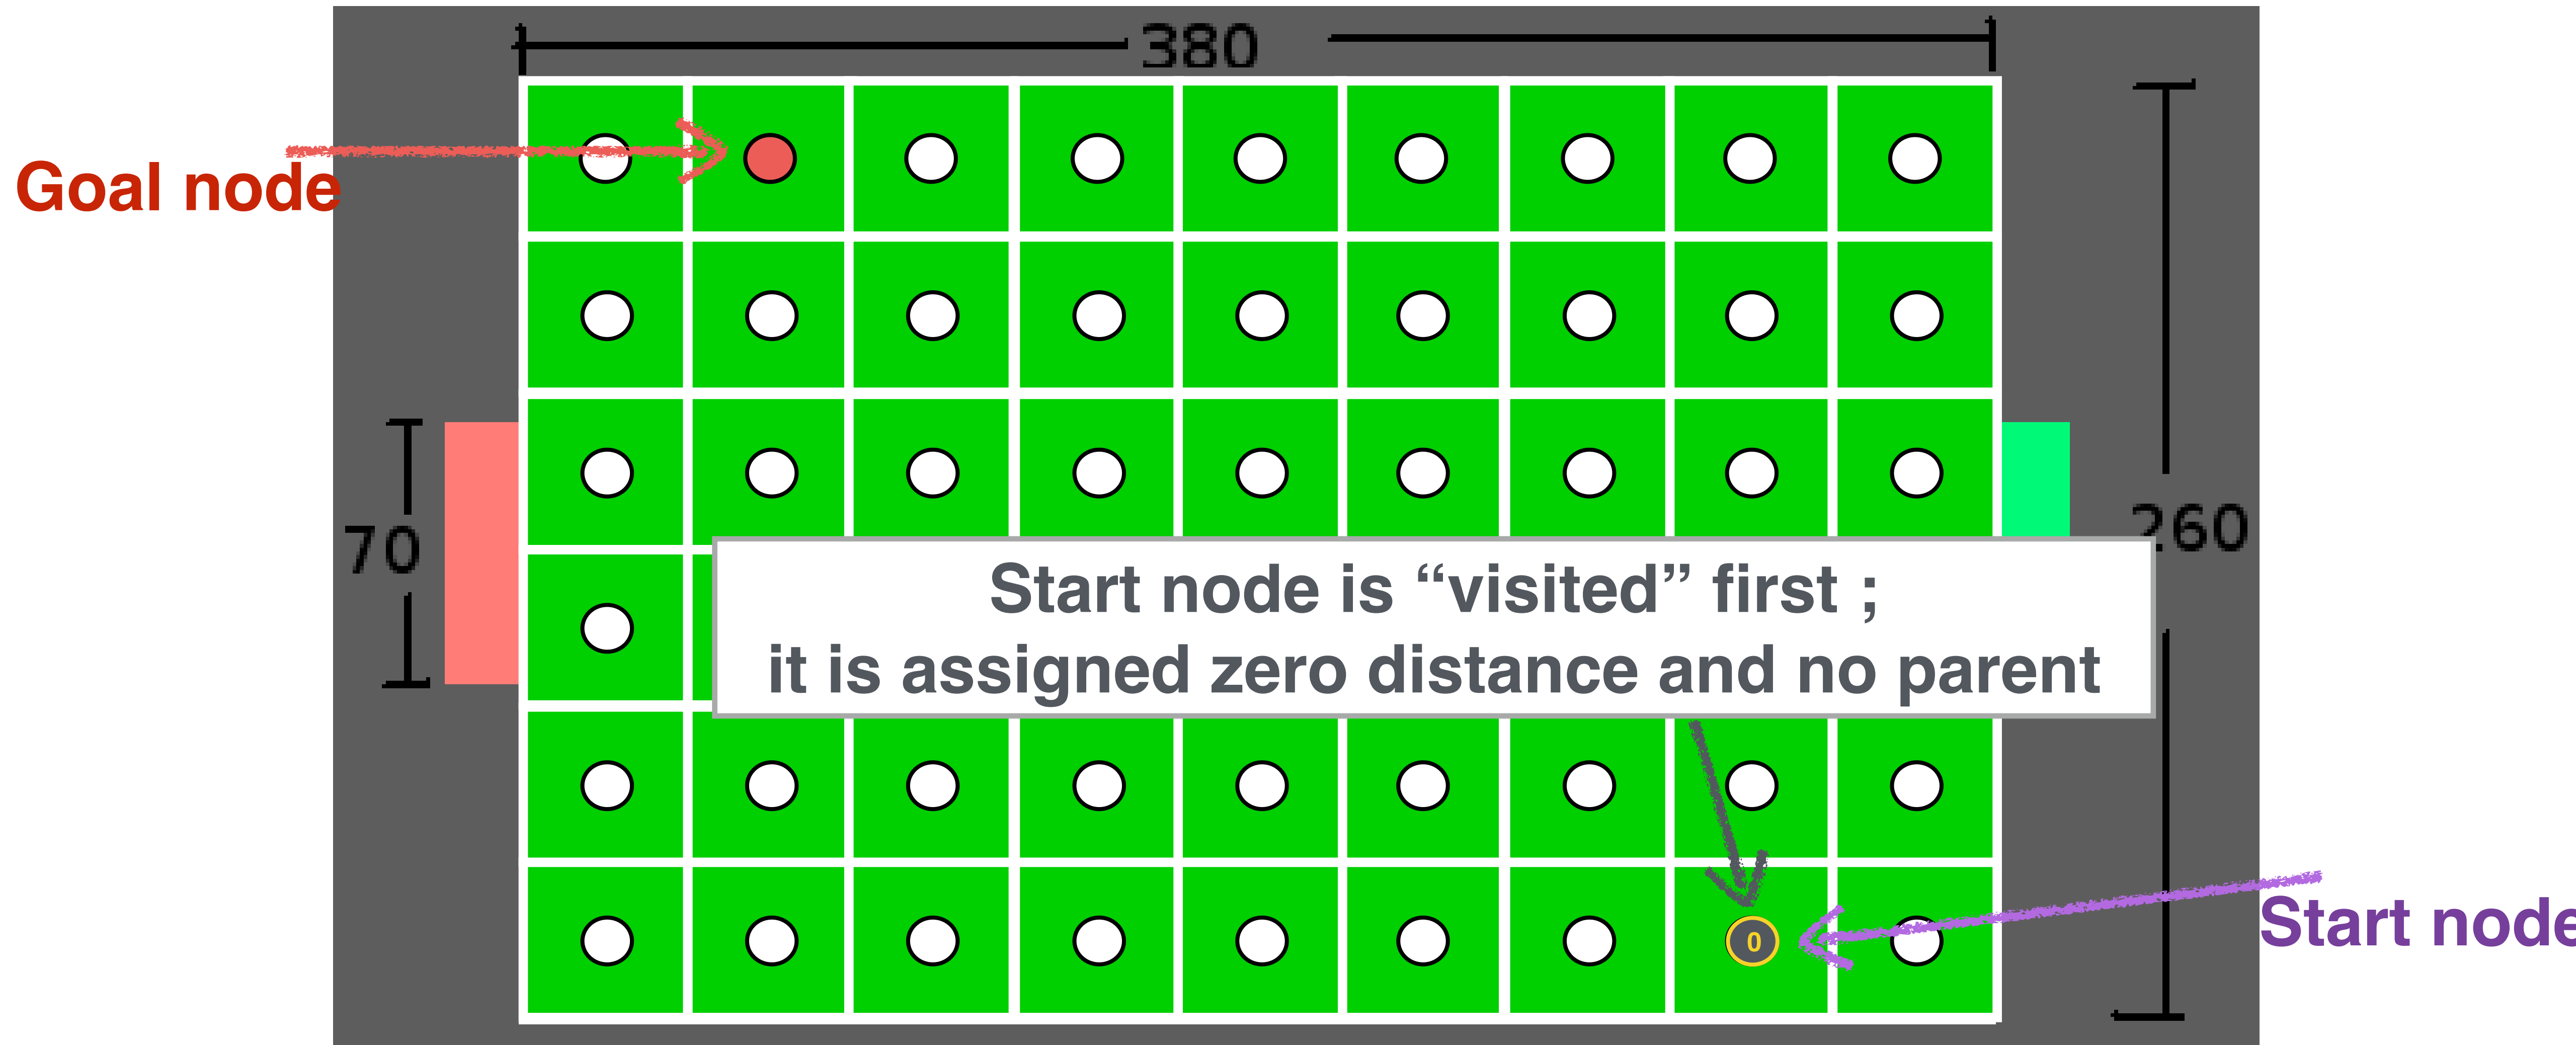 380
Goal node
70
260
Start node is “visited” first ;
it is assigned zero distance and no parent
0
Start node